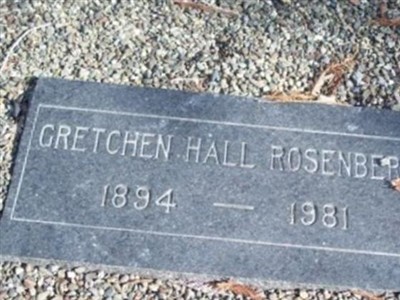 GRETCHEN HALL ROSENBER
1894 — 1981